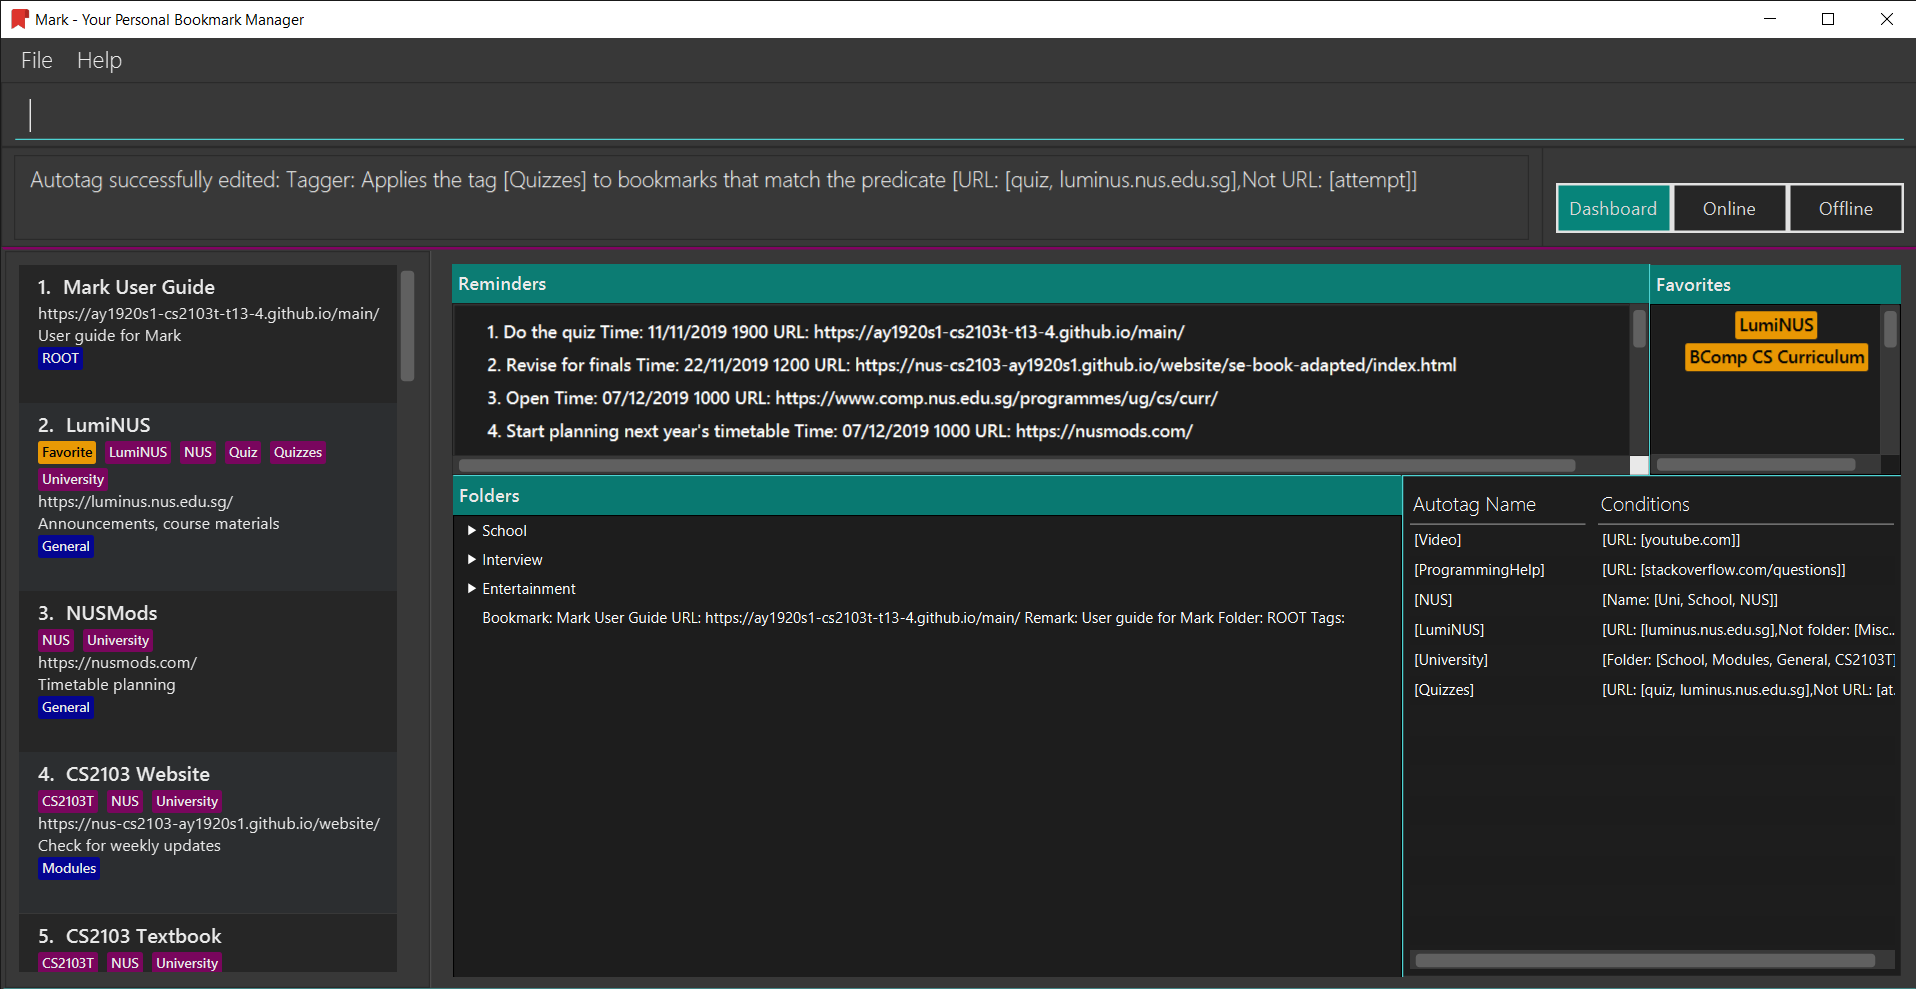 Mark - Your Personal Bookmark Manager
File Help
Autotag successfully edited: Tagger: Applies the tag [Quizzes] to bookmarks that match the predicate [URL: [quiz, luminus.nus.edu.sg],Not URL: [attempt]]
Dashboard Online Offline
1. Mark User Guide
https://ay1920s1-cs2103t-t13-4.github.io/main/
User guide for Mark
ROOT
2. LumiNUS
Favorite LumiNUS NUS Quiz Quizzes
University
https://luminus.nus.edu.sg/
Announcements, course materials
General
3. NUSMods
NUS University
https://nusmods.com/
Timetable planning
General
4. CS2103 Website
CS2103T NUS University
https://nus-cs2103-ay1920s1.github.io/website/
Check for weekly updates
Modules
5. CS2103 Textbook
CS2103T NUS University
Reminders
1. Do the quiz Time: 11/11/2019 1900 URL: https://ay1920s1-cs2103t-t13-4.github.io/main/
2. Revise for finals Time: 22/11/2019 1200 URL: https://nus-cs2103-ay1920s1.github.io/website/se-book-adapted/index.html
3. Open Time: 07/12/2019 1000 URL: https://www.comp.nus.edu.sg/programmes/ug/cs/curr/
4. Start planning next year's timetable Time: 07/12/2019 1000 URL: https://nusmods.com/
Favorites
LumiNUS
BComp CS Curriculum
Folders
School
Interview
Entertainment
Bookmark: Mark User Guide URL: https://ay1920s1-cs2103t-t13-4.github.io/main/ Remark: User guide for Mark Folder: ROOT Tags:
Autotag Name Conditions
[Video] [URL: [youtube.com]]
[ProgrammingHelp] [URL: [stackoverflow.com/questions]]
[NUS] [Name: [Uni, School, NUS]]
[LumiNUS] [URL: [luminus.nus.edu.sg],Not folder: [Misc...
[University] [Folder: [School, Modules, General, CS2103T]
[Quizzes] [URL: [quiz, luminus.nus.edu.sg],Not URL: [at...